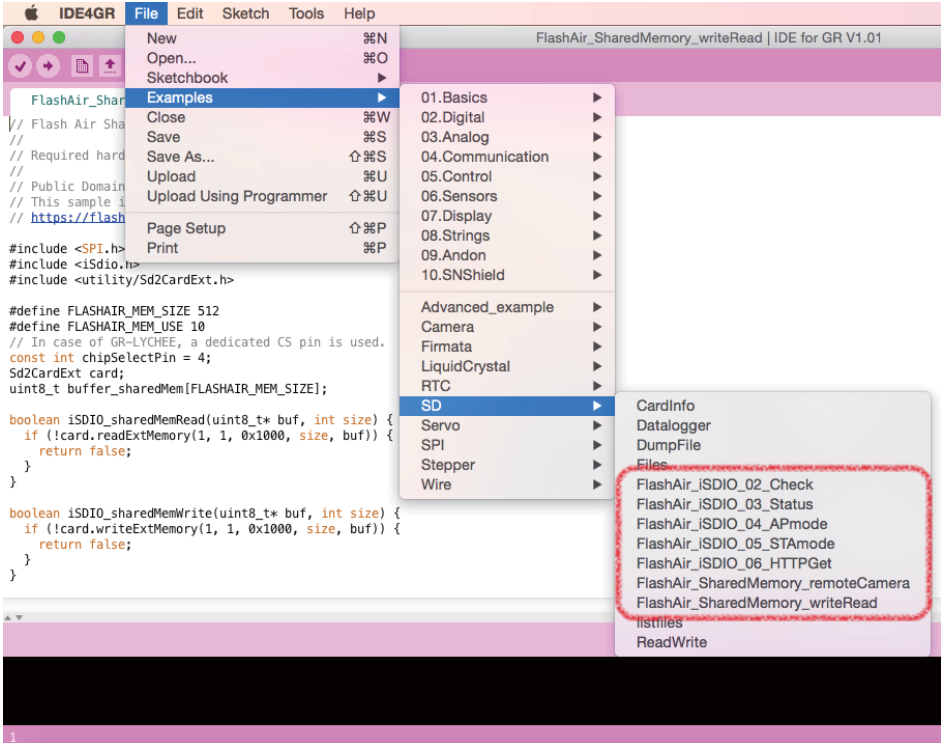 IDE4GR File Edit Sketch Tools Help
FlashAir_SharedMemory_writeRead | IDE for GR V1.01
New ⌘N
Open... ⌘O
Sketchbook
Examples
Close ⌘W
Save ⌘S
Save As... ⇧⌘S
Upload ⌘U
Upload Using Programmer ⇧⌘U
Page Setup ⇧⌘P
Print ⌘P
01.Basics
02.Digital
03.Analog
04.Communication
05.Control
06.Sensors
07.Display
08.Strings
09.Andon
10.SNShield
Advanced_example
Camera
Firmata
LiquidCrystal
RTC
SD
Servo
SPI
Stepper
Wire
CardInfo
Datalogger
DumpFile
Files
FlashAir_iSDIO_02_Check
FlashAir_iSDIO_03_Status
FlashAir_iSDIO_04_APmode
FlashAir_iSDIO_05_STAmode
FlashAir_iSDIO_06_HTTPGet
FlashAir_SharedMemory_remoteCamera
FlashAir_SharedMemory_writeRead
listfiles
ReadWrite
FlashAir_Shar
// Flash Air Sha
//
// Required hard
//
// Public Domain
// This sample i
// https://flash
#include <SPI.h>
#include <iSdio.h>
#include <utility/Sd2CardExt.h>
#define FLASHAIR_MEM_SIZE 512
#define FLASHAIR_MEM_USE 10
// In case of GR-LYCHEE, a dedicated CS pin is used.
const int chipSelectPin = 4;
Sd2CardExt card;
uint8_t buffer_sharedMem[FLASHAIR_MEM_SIZE];
boolean iSDIO_sharedMemRead(uint8_t* buf, int size) {
if (!card.readExtMemory(1, 1, 0x1000, size, buf)) {
return false;
}
}
boolean iSDIO_sharedMemWrite(uint8_t* buf, int size) {
if (!card.writeExtMemory(1, 1, 0x1000, size, buf)) {
return false;
}
}
1